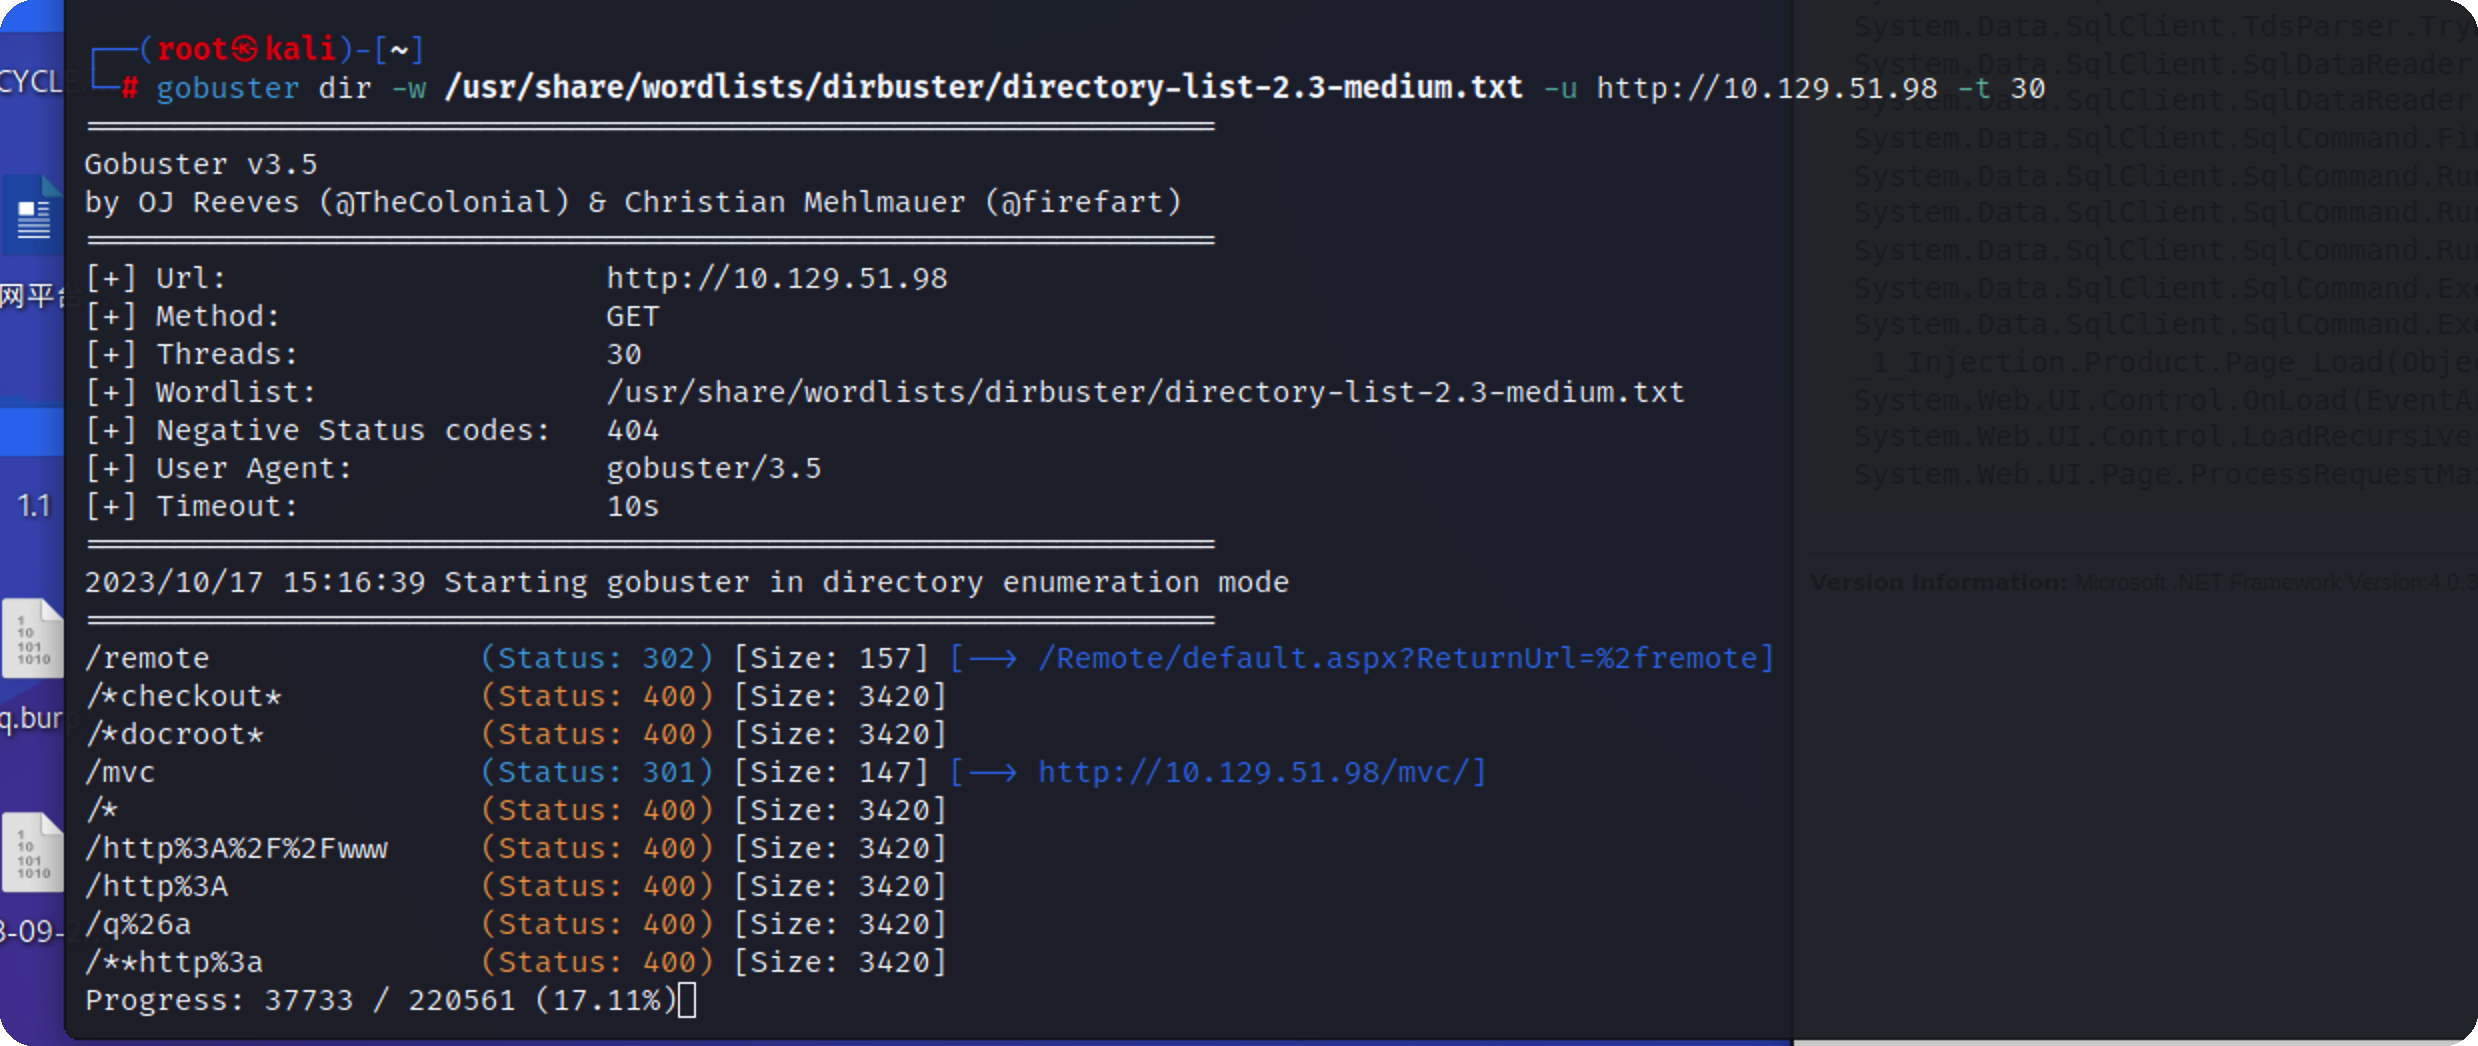 ┌──(root㉿kali)-[~]
└─# gobuster dir -w /usr/share/wordlists/dirbuster/directory-list-2.3-medium.txt -u http://10.129.51.98 -t 30
===============================================================
Gobuster v3.5
by OJ Reeves (@TheColonial) & Christian Mehlmauer (@firefart)
===============================================================
[+] Url:                     http://10.129.51.98
[+] Method:                  GET
[+] Threads:                 30
[+] Wordlist:                /usr/share/wordlists/dirbuster/directory-list-2.3-medium.txt
[+] Negative Status codes:   404
[+] User Agent:              gobuster/3.5
[+] Timeout:                 10s
===============================================================
2023/10/17 15:16:39 Starting gobuster in directory enumeration mode
===============================================================
/remote               (Status: 302) [Size: 157] [--> /Remote/default.aspx?ReturnUrl=%2fremote]
/*checkout*           (Status: 400) [Size: 3420]
/*docroot*            (Status: 400) [Size: 3420]
/mvc                  (Status: 301) [Size: 147] [--> http://10.129.51.98/mvc/]
/*                    (Status: 400) [Size: 3420]
/http%3A%2F%2Fwww     (Status: 400) [Size: 3420]
/http%3A              (Status: 400) [Size: 3420]
/q%26a                (Status: 400) [Size: 3420]
/**http%3a            (Status: 400) [Size: 3420]
Progress: 37733 / 220561 (17.11%)
CYCLE
网平台
1.1
q.burp
3-09-
System.Data.SqlClient.TdsParser.Try
System.Data.SqlClient.SqlDataReader
System.Data.SqlClient.SqlDataReader
System.Data.SqlClient.SqlCommand.Fi
System.Data.SqlClient.SqlCommand.Ru
System.Data.SqlClient.SqlCommand.Ru
System.Data.SqlClient.SqlCommand.Ru
System.Data.SqlClient.SqlCommand.Ex
System.Data.SqlClient.SqlCommand.Ex
_1_Injection.Product.Page_Load(Obje
System.Web.UI.Control.OnLoad(EventA
System.Web.UI.Control.LoadRecursive
System.Web.UI.Page.ProcessRequestMa
Version Information: Microsoft .NET Framework Version:4.0.3